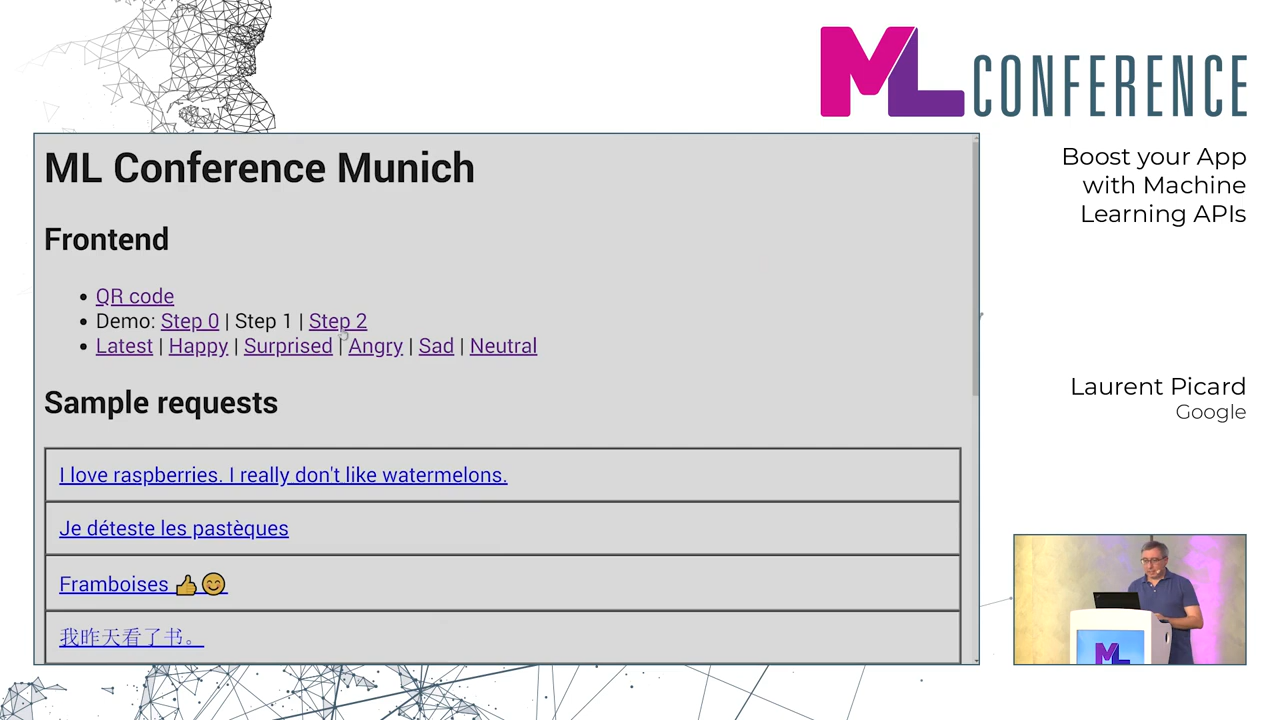 ML CONFERENCE
Boost your App
with Machine
Learning APIs
Laurent Picard
Google
ML Conference Munich
Frontend
• QR code
• Demo: Step 0 | Step 1 | Step 2
• Latest | Happy | Surprised | Angry | Sad | Neutral
Sample requests
I love raspberries. I really don't like watermelons.
Je déteste les pastèques
Framboises 👍😊
我昨天看了书。
ML